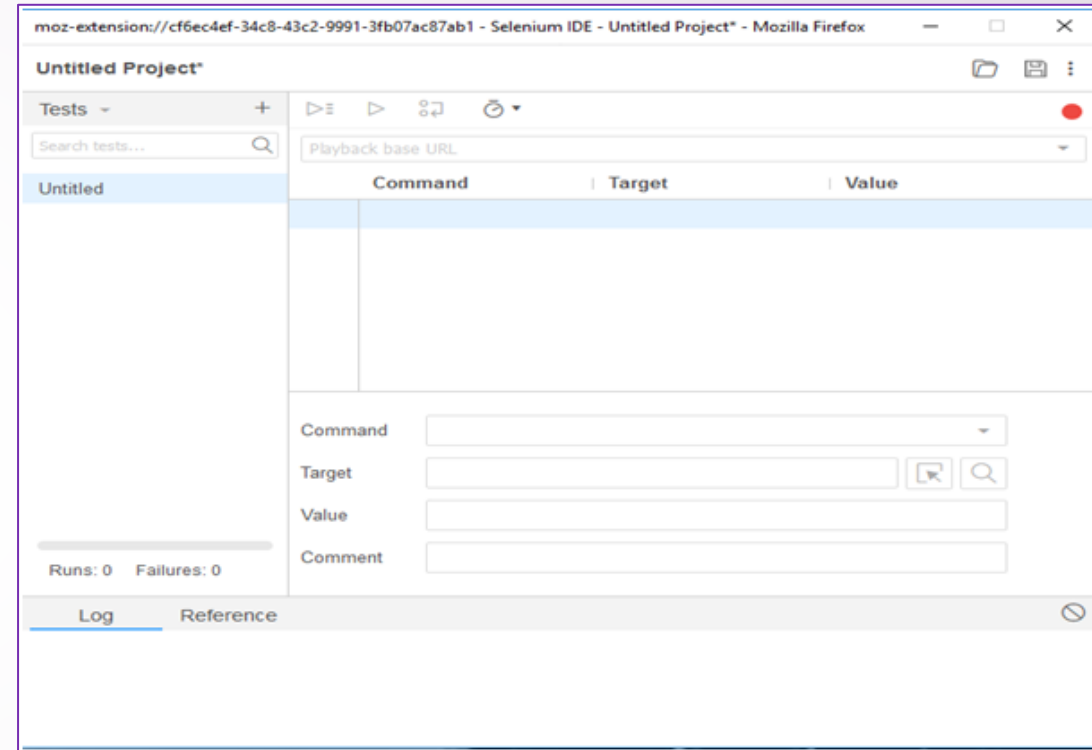 moz-extension://cf6ec4ef-34c8-43c2-9991-3fb07ac87ab1 - Selenium IDE - Untitled Project* - Mozilla Firefox
Untitled Project*
Tests
Search tests...
Playback base URL
Untitled
Command Target Value
Command
Target
Value
Comment
Runs: 0 Failures: 0
Log Reference